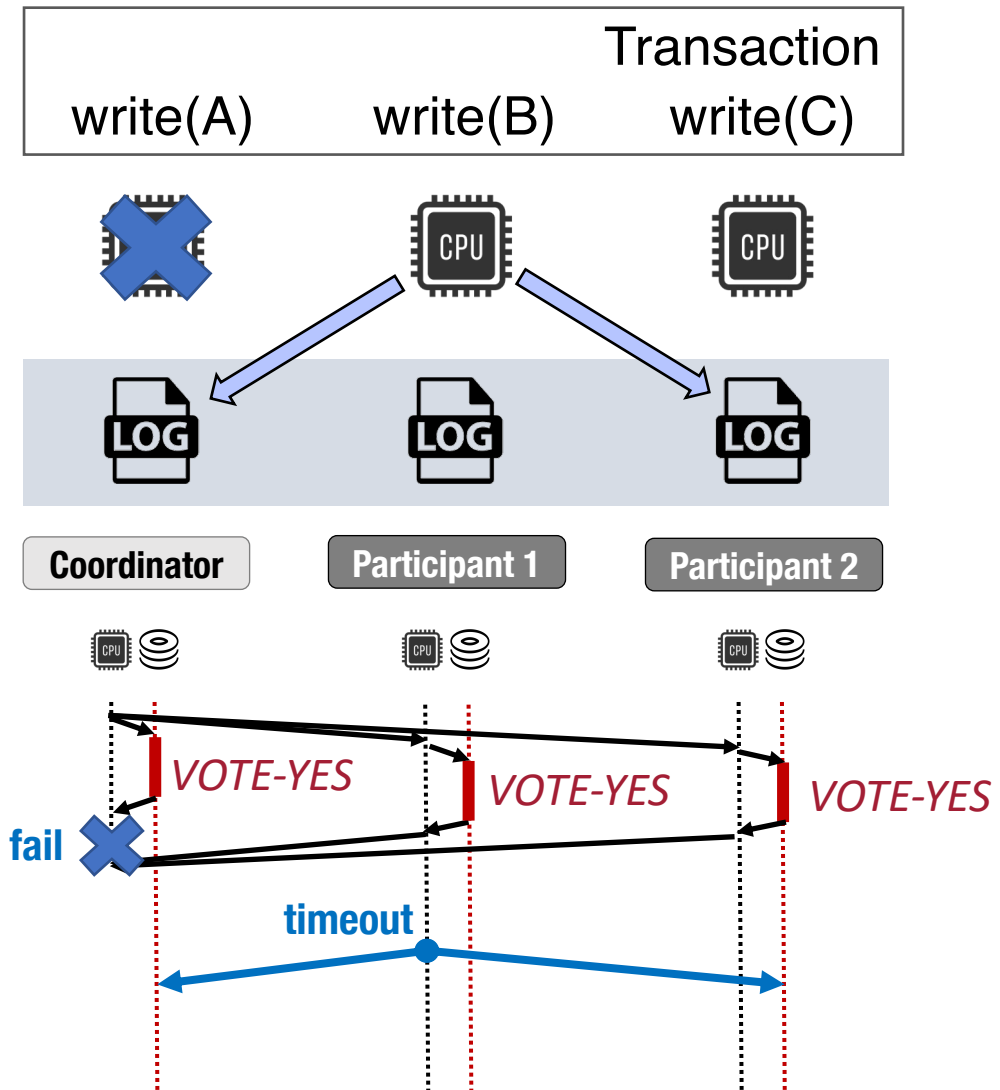 Transaction
write(A) write(B) write(C)
CPU CPU
LOG LOG LOG
Coordinator Participant 1 Participant 2
CPU CPU CPU
VOTE-YES VOTE-YES VOTE-YES
fail
timeout